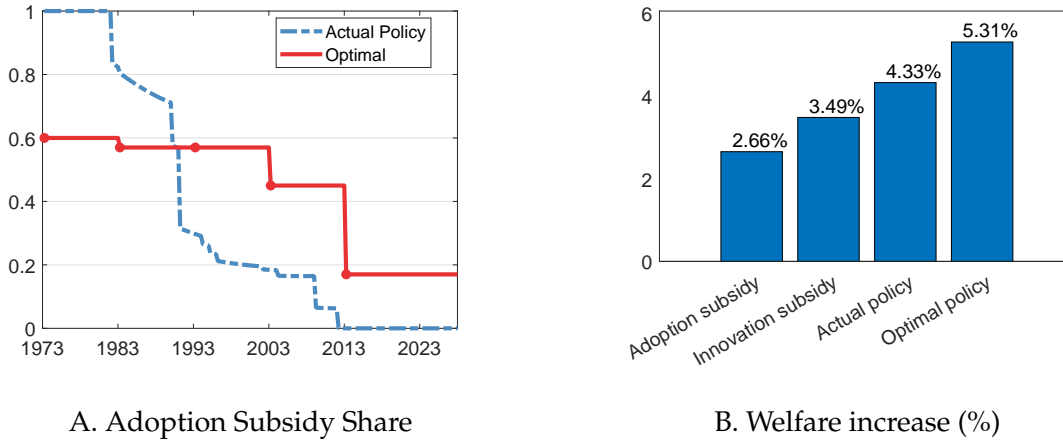 1
0.8
0.6
0.4
0.2
0
1973 1983 1993 2003 2013 2023
Actual Policy
Optimal
A. Adoption Subsidy Share
6
4
2
0
2.66%
3.49%
4.33%
5.31%
Adoption subsidy
Innovation subsidy
Actual policy
Optimal policy
B. Welfare increase (%)